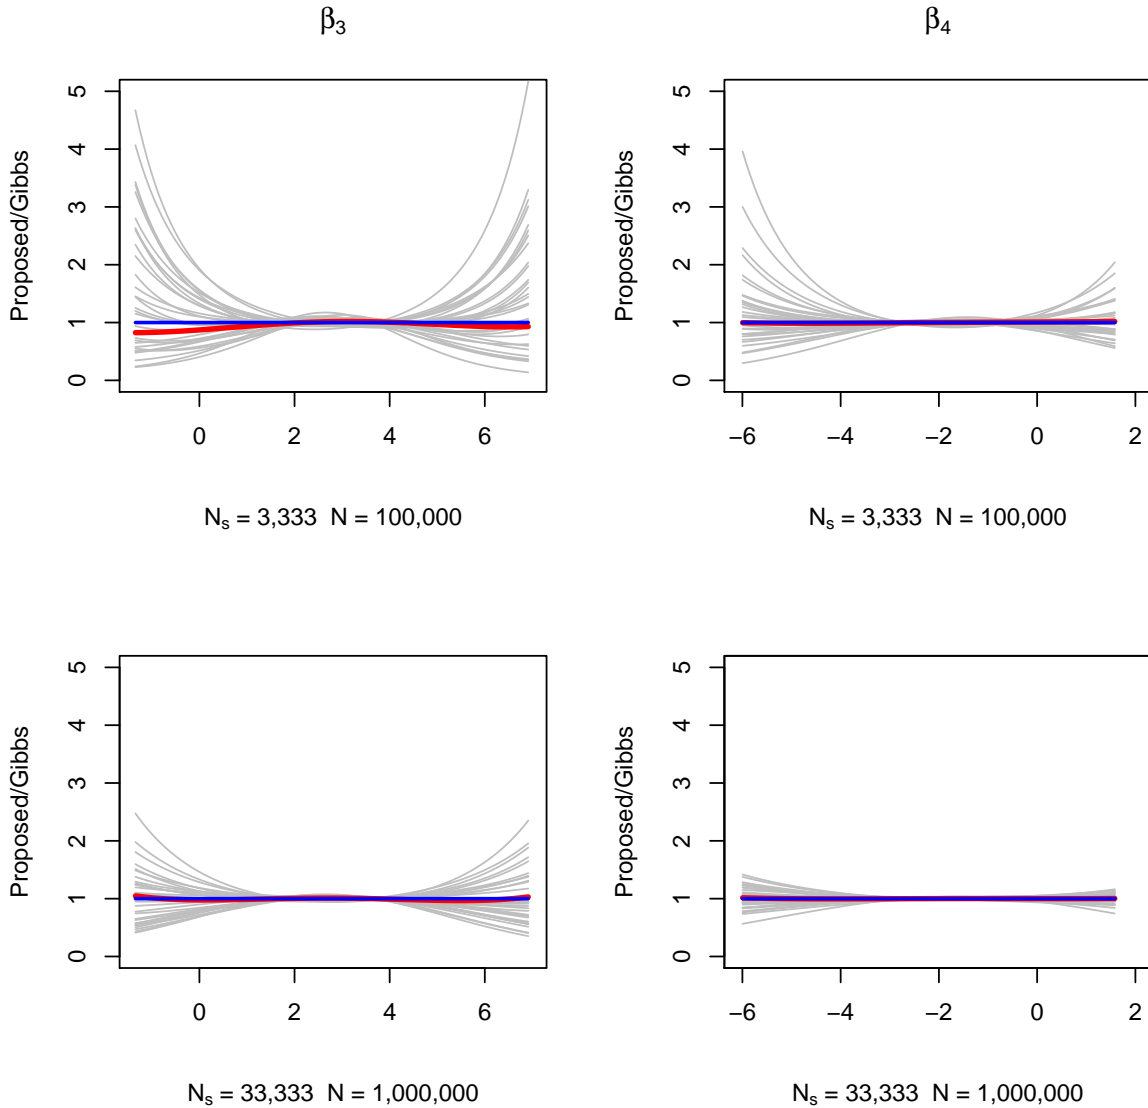 β3 β4
Proposed/Gibbs
0 1 2 3 4 5
0 2 4 6
Ns = 3,333 N = 100,000
Proposed/Gibbs
0 1 2 3 4 5
−6 −4 −2 0 2
Ns = 3,333 N = 100,000
Proposed/Gibbs
0 1 2 3 4 5
0 2 4 6
Ns = 33,333 N = 1,000,000
Proposed/Gibbs
0 1 2 3 4 5
−6 −4 −2 0 2
Ns = 33,333 N = 1,000,000